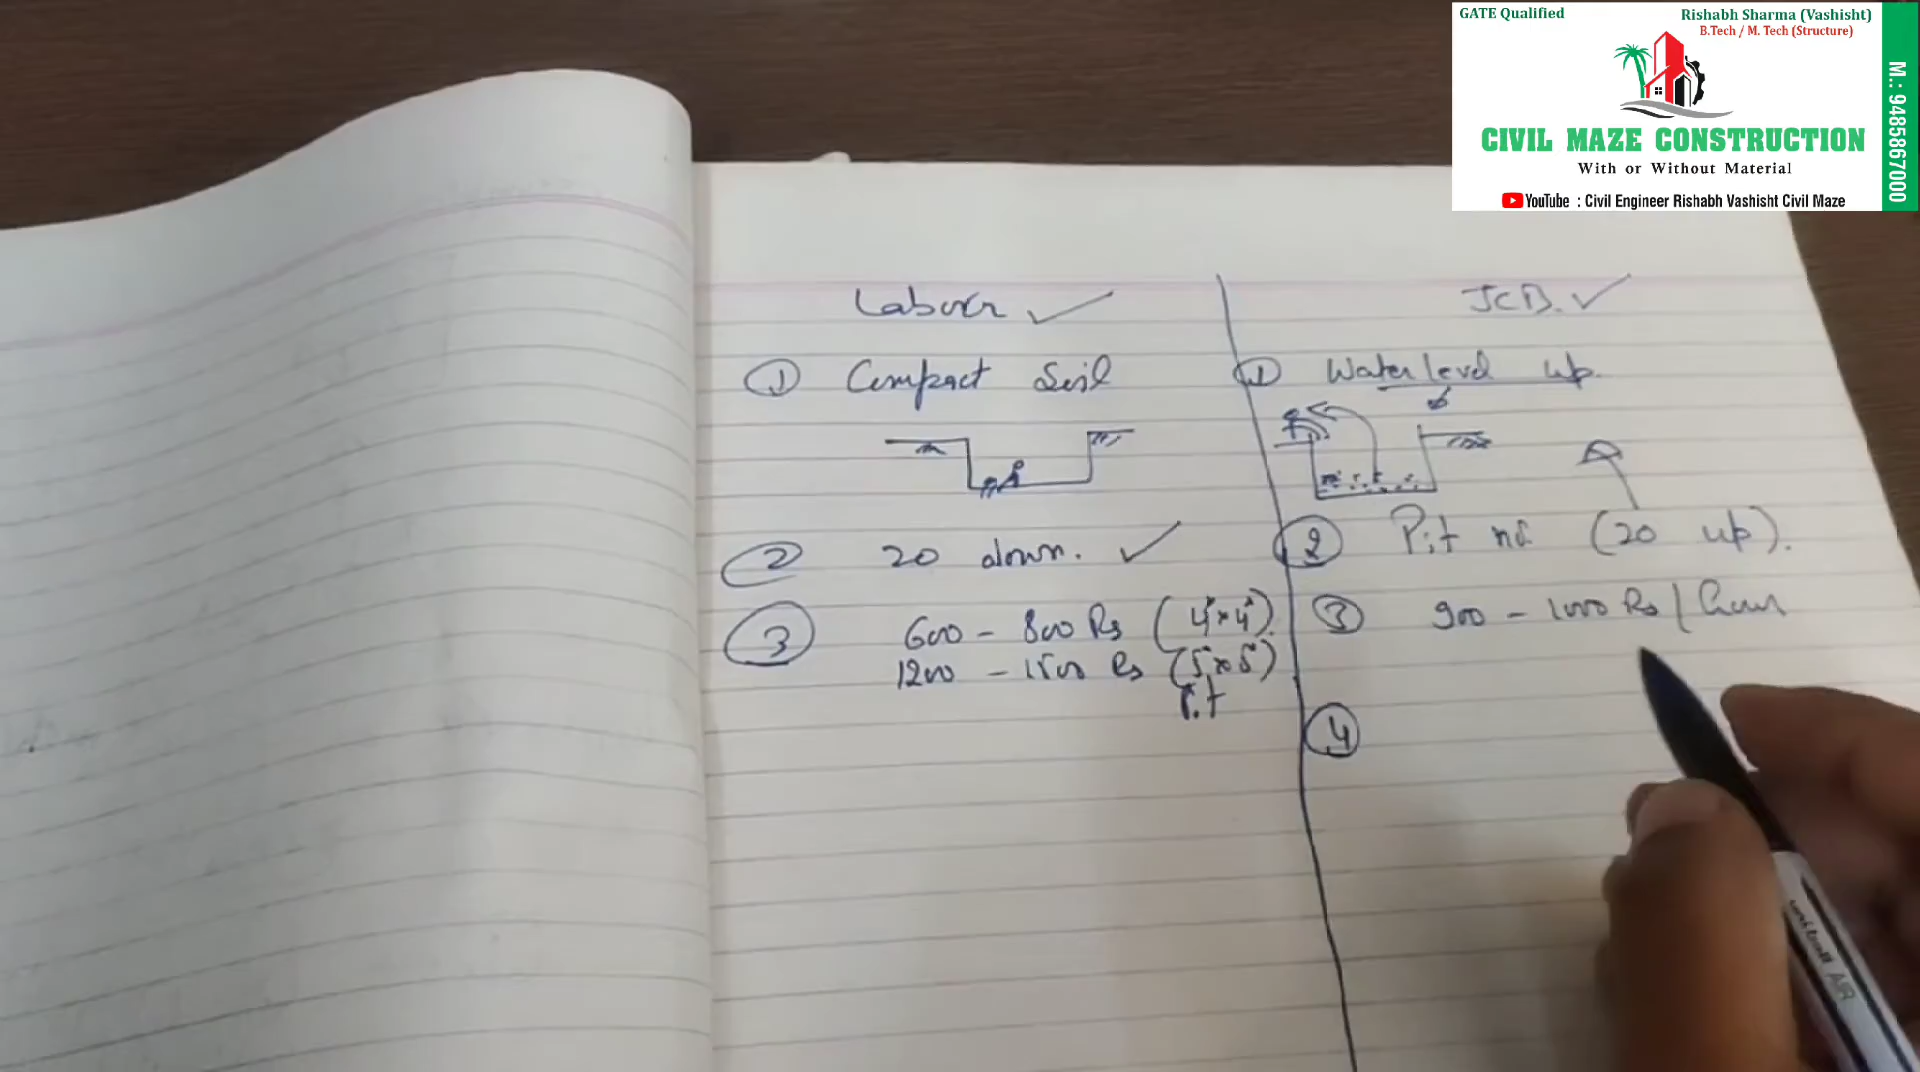 GATE Qualified
Rishabh Sharma (Vashisht)
B.Tech / M. Tech (Structure)
CIVIL MAZE CONSTRUCTION
With or Without Material
YouTube : Civil Engineer Rishabh Vashisht Civil Maze
M.: 9485867000
Labour
① Compact Soil
② 20 down.
③ 600 - 800 Rs (4'×4').
1200 - 1500 Rs (5'×5')
Pit
JCB.
① Water level up.
② Pit no (20 up).
③ 900 - 1000 Rs / hour
④
uniball AIR